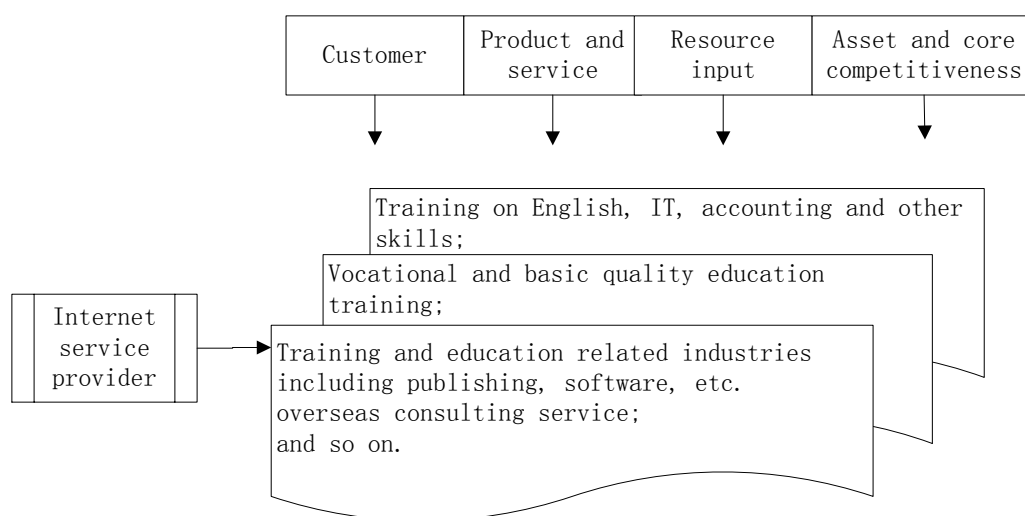 Customer
Product and
service
Resource
input
Asset and core
competitiveness
Training on English, IT, accounting and other
skills;
Vocational and basic quality education
training;
Internet
service
provider
Training and education related industries
including publishing, software, etc.
overseas consulting service;
and so on.